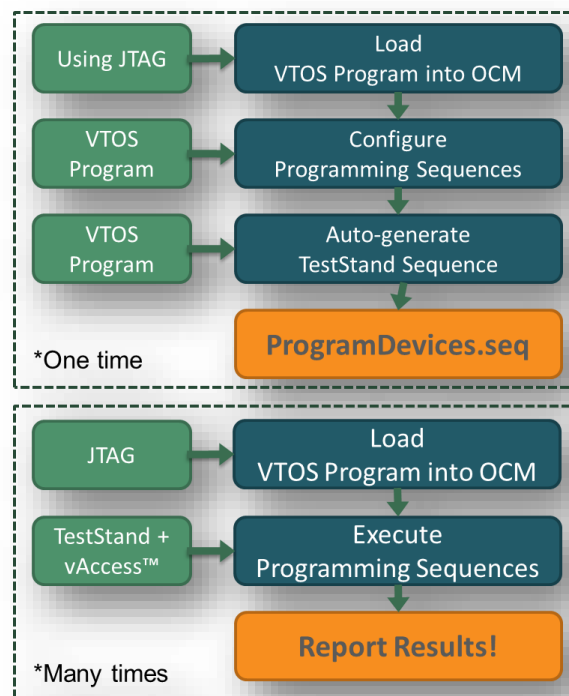 Using JTAG
Load
VTOS Program into OCM
VTOS
Program
Configure
Programming Sequences
VTOS
Program
Auto-generate
TestStand Sequence
ProgramDevices.seq
*One time
JTAG
Load
VTOS Program into OCM
TestStand +
vAccess™
Execute
Programming Sequences
Report Results!
*Many times